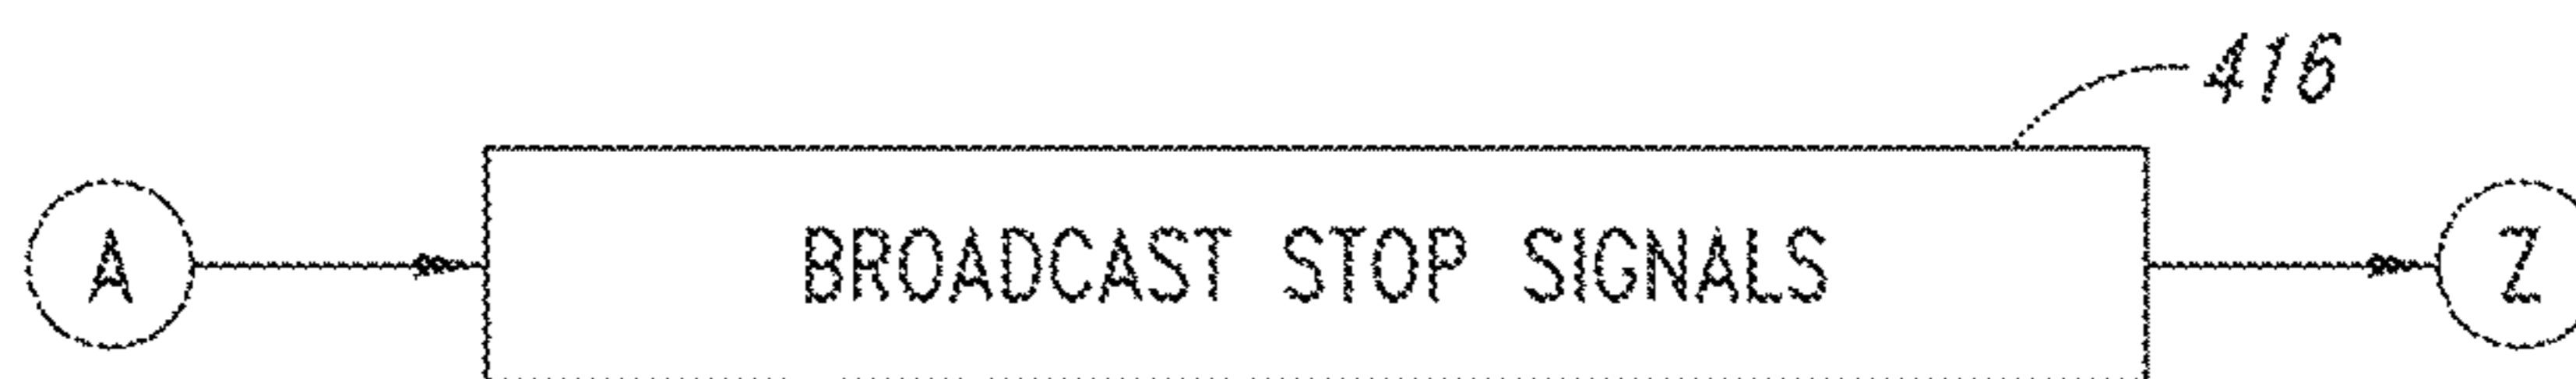 416
A BROADCAST STOP SIGNALS Z